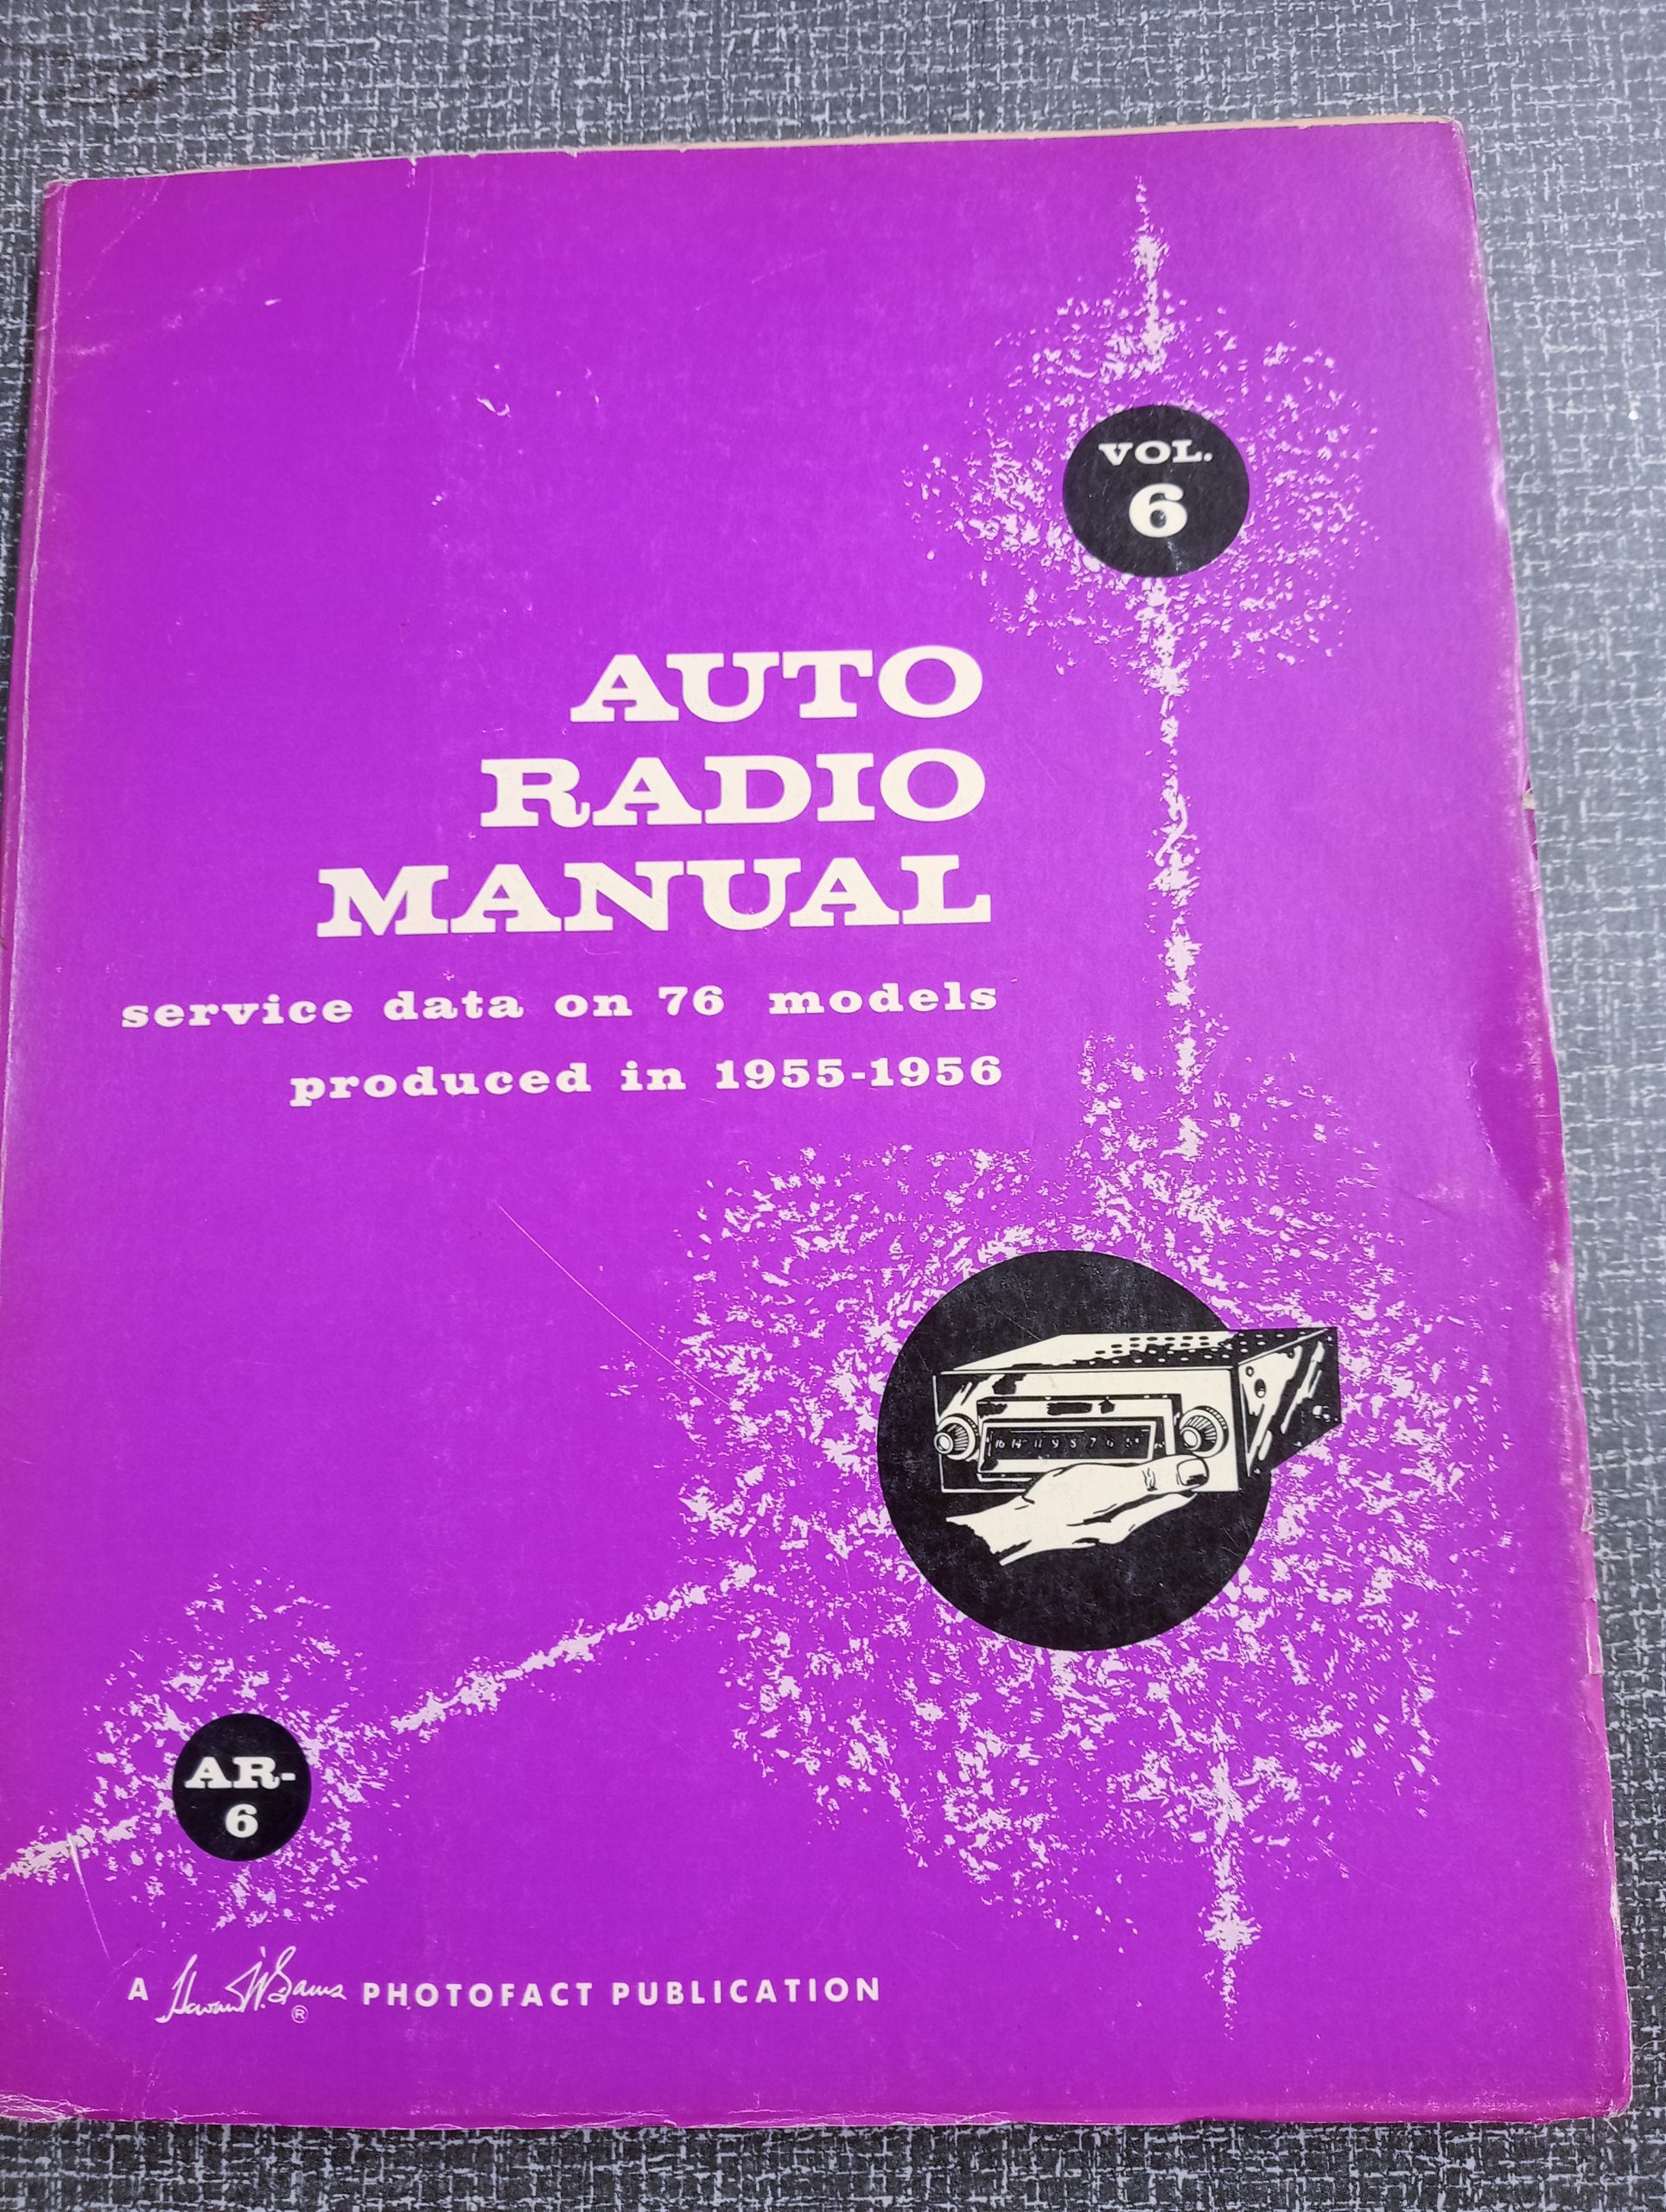 VOL.
6
AUTO
RADIO
MANUAL
service data on 76 models
produced in 1955-1956
AR-
6
A Howard W. Sams ® PHOTOFACT PUBLICATION